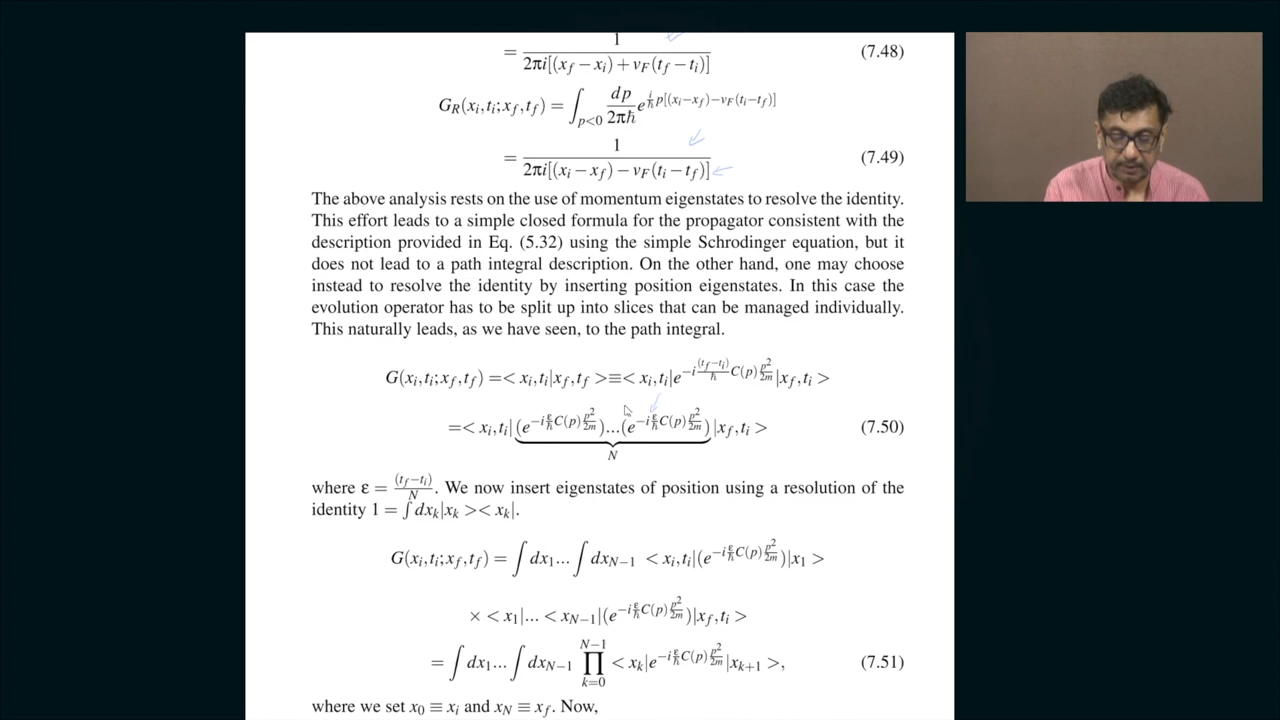 = 1 / 2πi[(x_f − x_i) + v_F(t_f − t_i)] (7.48)
G_R(x_i,t_i;x_f,t_f) = ∫_{p<0} dp/2πħ e^{i/ħ p[(x_i−x_f)−v_F(t_i−t_f)]}
= 1 / 2πi[(x_i − x_f) − v_F(t_i − t_f)] (7.49)
The above analysis rests on the use of momentum eigenstates to resolve the identity.
This effort leads to a simple closed formula for the propagator consistent with the
description provided in Eq. (5.32) using the simple Schrodinger equation, but it
does not lead to a path integral description. On the other hand, one may choose
instead to resolve the identity by inserting position eigenstates. In this case the
evolution operator has to be split up into slices that can be managed individually.
This naturally leads, as we have seen, to the path integral.
G(x_i,t_i;x_f,t_f) =< x_i,t_i|x_f,t_f >≡< x_i,t_i|e^{−i (t_f−t_i)/ħ C(p) p²/2m}|x_f,t_i >
=< x_i,t_i| (e^{−i ε/ħ C(p) p²/2m})...(e^{−i ε/ħ C(p) p²/2m}) |x_f,t_i > (7.50)
N
where ε = (t_f−t_i)/N. We now insert eigenstates of position using a resolution of the
identity 1 = ∫ dx_k|x_k >< x_k|.
G(x_i,t_i;x_f,t_f) = ∫ dx_1... ∫ dx_{N−1} < x_i,t_i|(e^{−i ε/ħ C(p) p²/2m})|x_1 >
× < x_1|... < x_{N−1}|(e^{−i ε/ħ C(p) p²/2m})|x_f,t_i >
= ∫ dx_1... ∫ dx_{N−1} ∏_{k=0}^{N−1} < x_k|e^{−i ε/ħ C(p) p²/2m}|x_{k+1} >, (7.51)
where we set x_0 ≡ x_i and x_N ≡ x_f. Now,